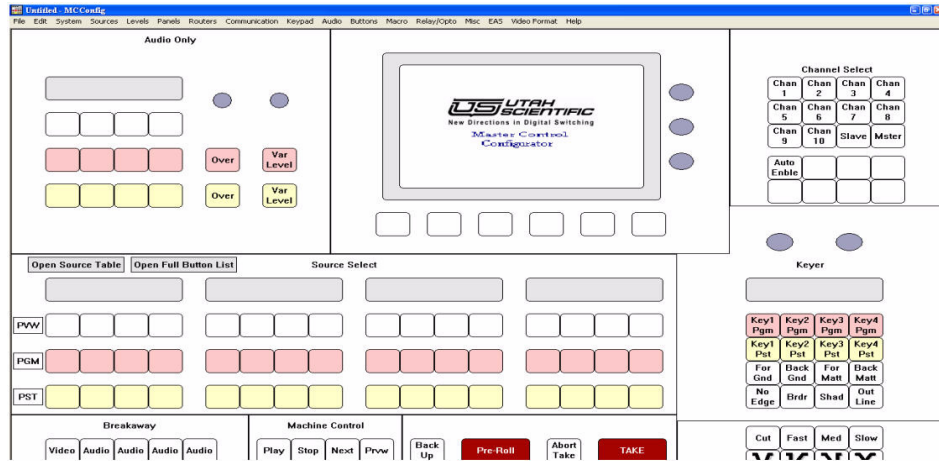 Untitled - MCConfig
File Edit System Sources Levels Panels Routers Communication Keypad Audio Buttons Macro Relay/Opto Misc EAS Video Format Help
Audio Only
Over
Var Level
Over
Var Level
US UTAH SCIENTIFIC
New Directions in Digital Switching
Master Control
Configurator
Channel Select
Chan 1 Chan 2 Chan 3 Chan 4
Chan 5 Chan 6 Chan 7 Chan 8
Chan 9 Chan 10 Slave Mster
Auto Enble
Open Source Table Open Full Button List Source Select
PVW
PGM
PST
Keyer
Key1 Pgm Key2 Pgm Key3 Pgm Key4 Pgm
Key1 Pst Key2 Pst Key3 Pst Key4 Pst
For Gnd Back Gnd For Matt Back Matt
No Edge Brdr Shad Out Line
Breakaway
Video Audio Audio Audio Audio
Machine Control
Play Stop Next Prvw
Back Up Pre-Roll Abort Take TAKE
Cut Fast Med Slow